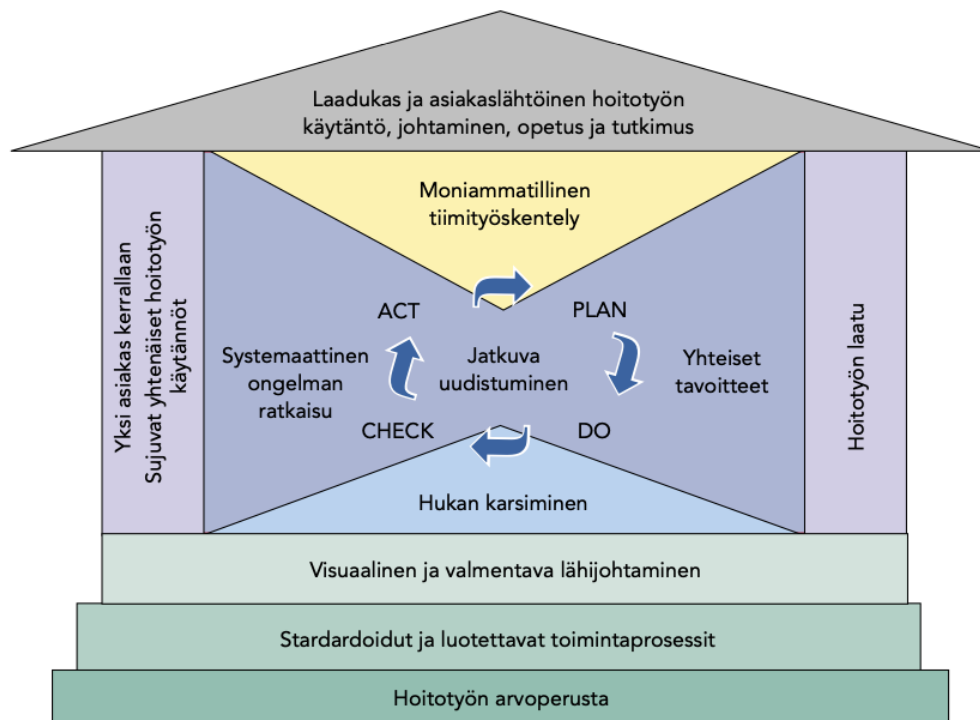 Laadukas ja asiakaslähtöinen hoitotyön
käytäntö, johtaminen, opetus ja tutkimus
Moniammatillinen
tiimityöskentely
Yksi asiakas kerrallaan
Sujuvat yhtenäiset hoitotyön
käytännöt
ACT
PLAN
Systemaattinen
ongelman
ratkaisu
Jatkuva
uudistuminen
Yhteiset
tavoitteet
CHECK
DO
Hoitotyön laatu
Hukan karsiminen
Visuaalinen ja valmentava lähijohtaminen
Stardardoidut ja luotettavat toimintaprosessit
Hoitotyön arvoperusta